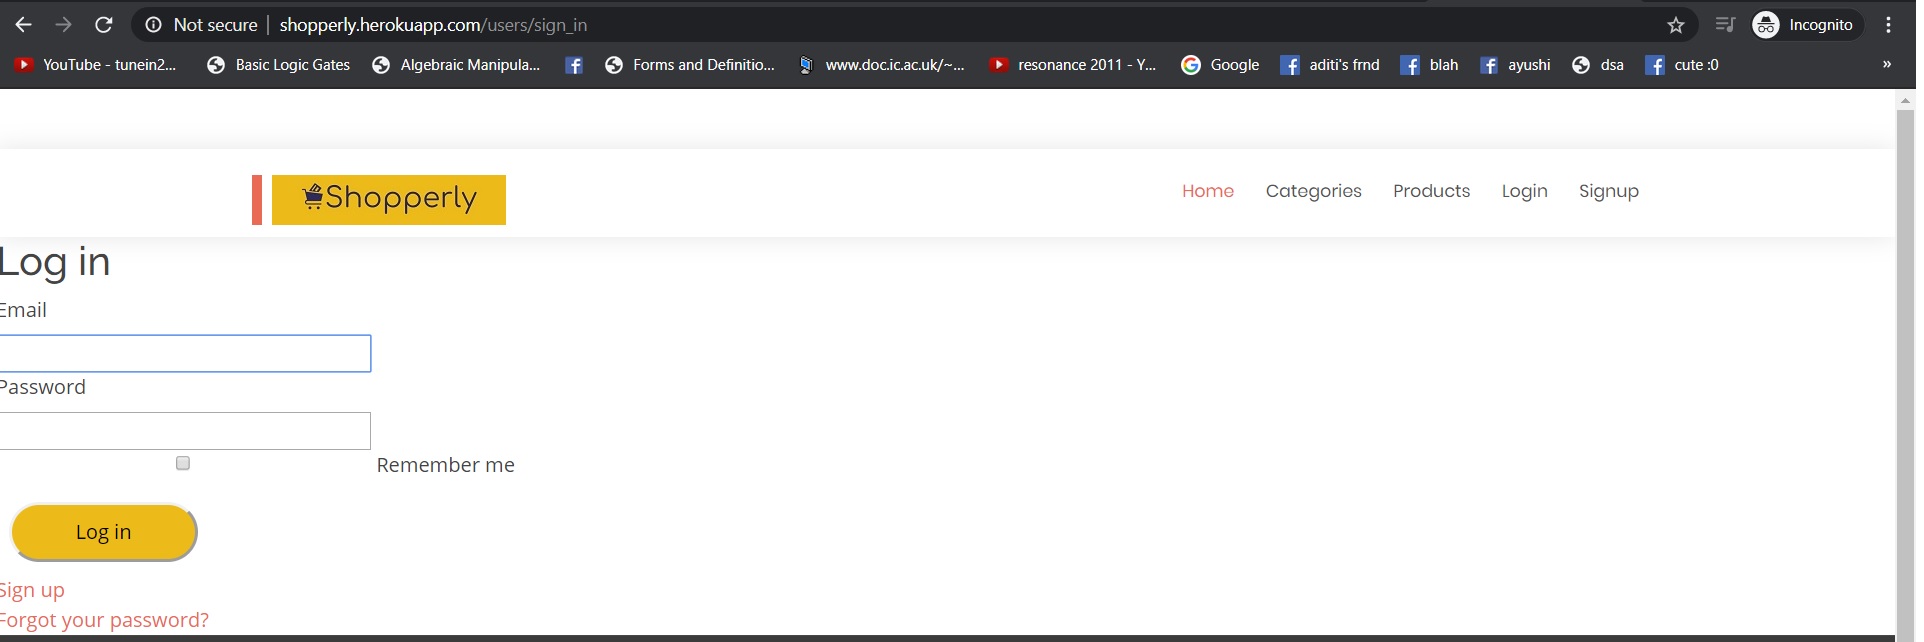 Not secure | shopperly.herokuapp.com/users/sign_in Incognito
YouTube - tunein2... Basic Logic Gates Algebraic Manipula... Forms and Definitio... www.doc.ic.ac.uk/~... resonance 2011 - Y... Google aditi's frnd blah ayushi dsa cute :0 »
Shopperly Home Categories Products Login Signup
Log in
Email
Password
Remember me
Log in
Sign up
Forgot your password?